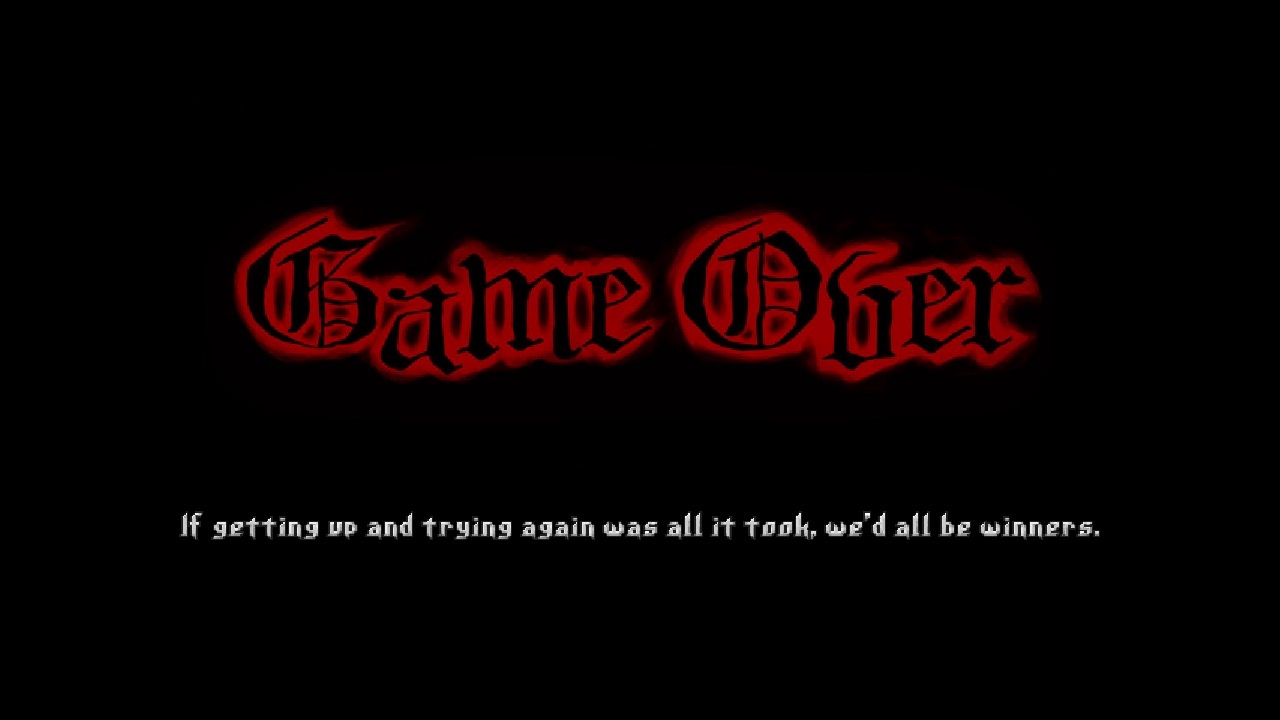 Game Over
If getting up and trying again was all it took, we'd all be winners.